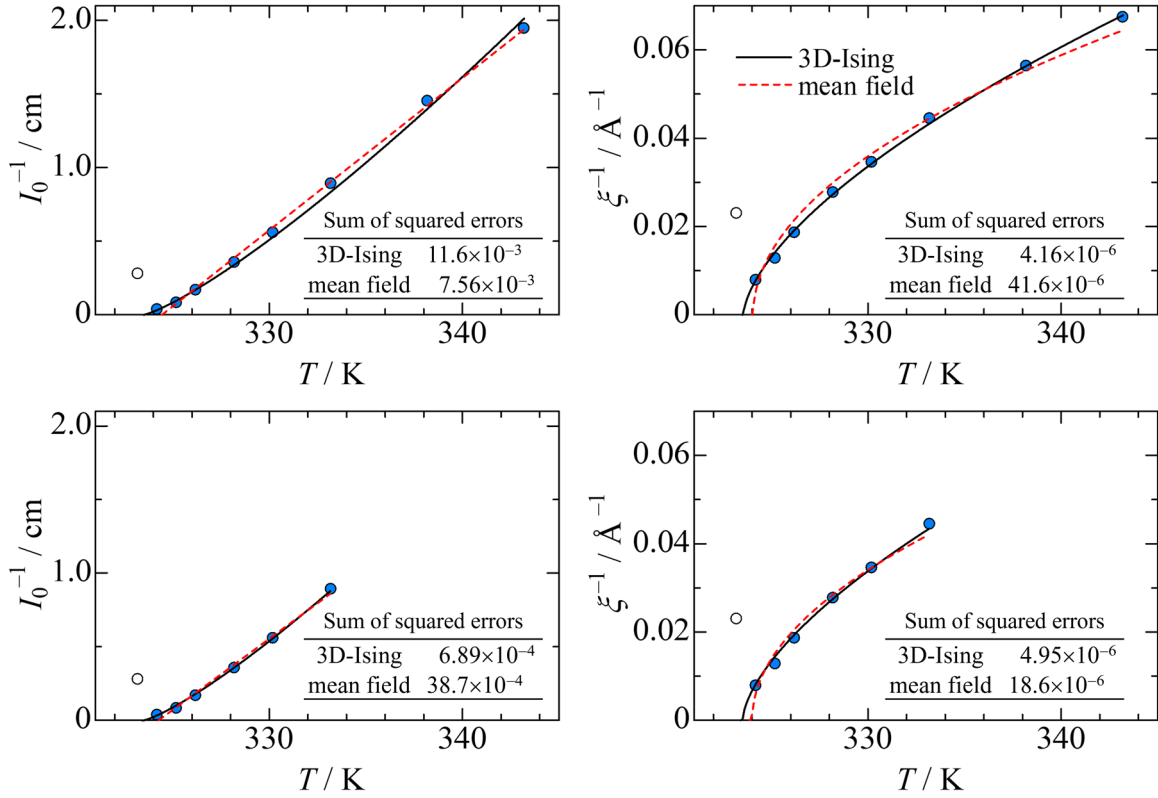 2.0
1.0
0
I₀⁻¹ / cm
Sum of squared errors
3D-Ising 11.6×10⁻³
mean field 7.56×10⁻³
330 340
T / K
0.06
0.04
0.02
0
ξ⁻¹ / Å⁻¹
3D-Ising
mean field
Sum of squared errors
3D-Ising 4.16×10⁻⁶
mean field 41.6×10⁻⁶
330 340
T / K
2.0
1.0
0
I₀⁻¹ / cm
Sum of squared errors
3D-Ising 6.89×10⁻⁴
mean field 38.7×10⁻⁴
330 340
T / K
0.06
0.04
0.02
0
ξ⁻¹ / Å⁻¹
Sum of squared errors
3D-Ising 4.95×10⁻⁶
mean field 18.6×10⁻⁶
330 340
T / K